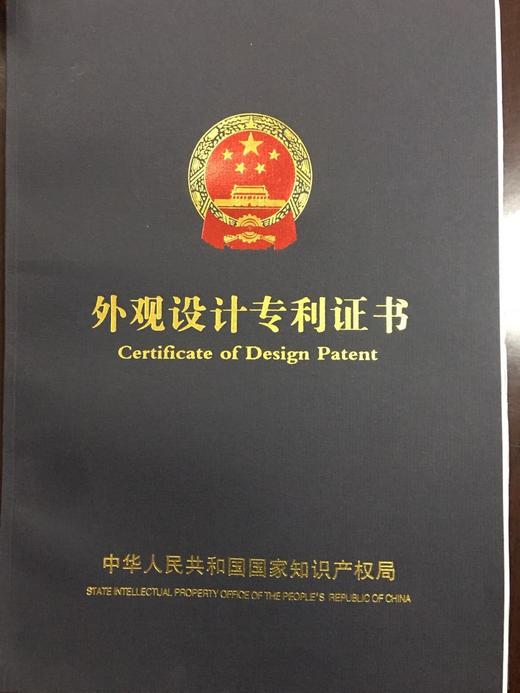 外观设计专利证书
Certificate of Design Patent
中华人民共和国国家知识产权局
STATE INTELLECTUAL PROPERTY OFFICE OF THE PEOPLE'S REPUBLIC OF CHINA